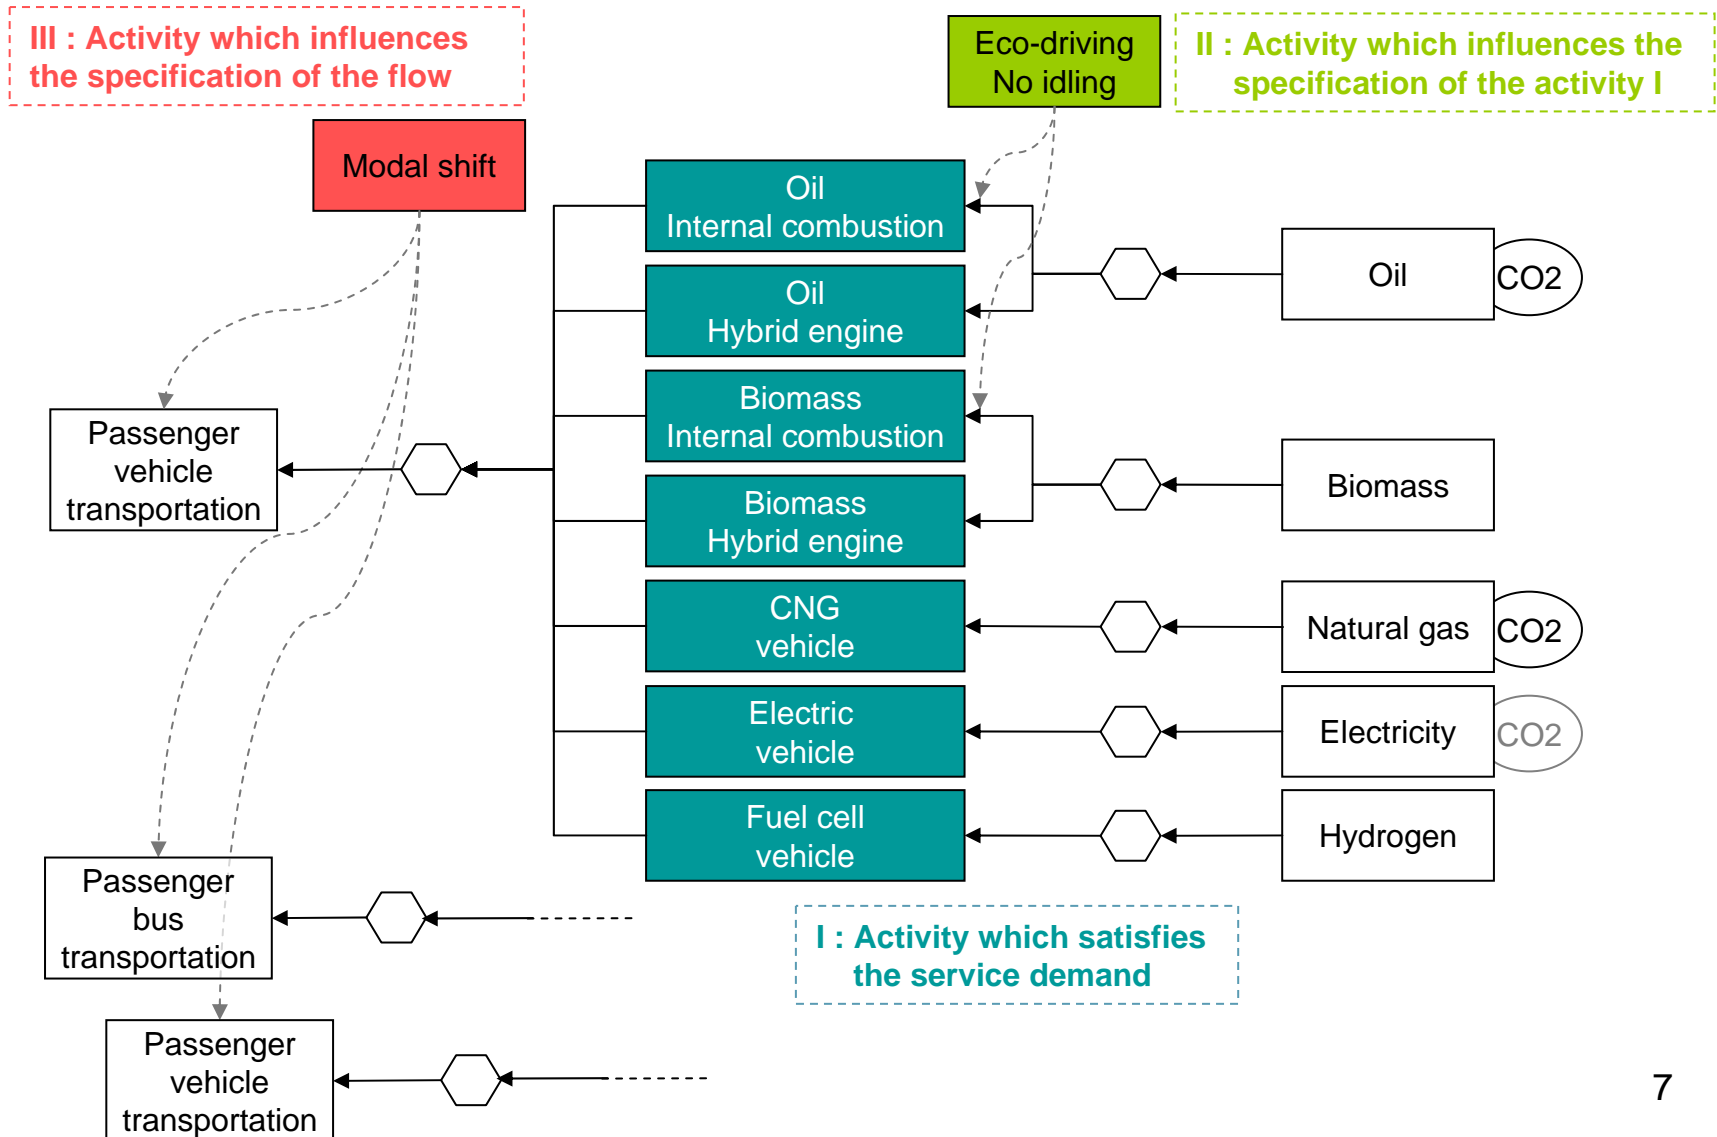 III : Activity which influences
the specification of the flow
Eco-driving
No idling
II : Activity which influences the
specification of the activity I
Modal shift
Oil
Internal combustion
Oil
Hybrid engine
Biomass
Internal combustion
Biomass
Hybrid engine
CNG
vehicle
Electric
vehicle
Fuel cell
vehicle
Oil
CO2
Biomass
Natural gas
CO2
Electricity
CO2
Hydrogen
Passenger
vehicle
transportation
Passenger
bus
transportation
Passenger
vehicle
transportation
I : Activity which satisfies
the service demand
7